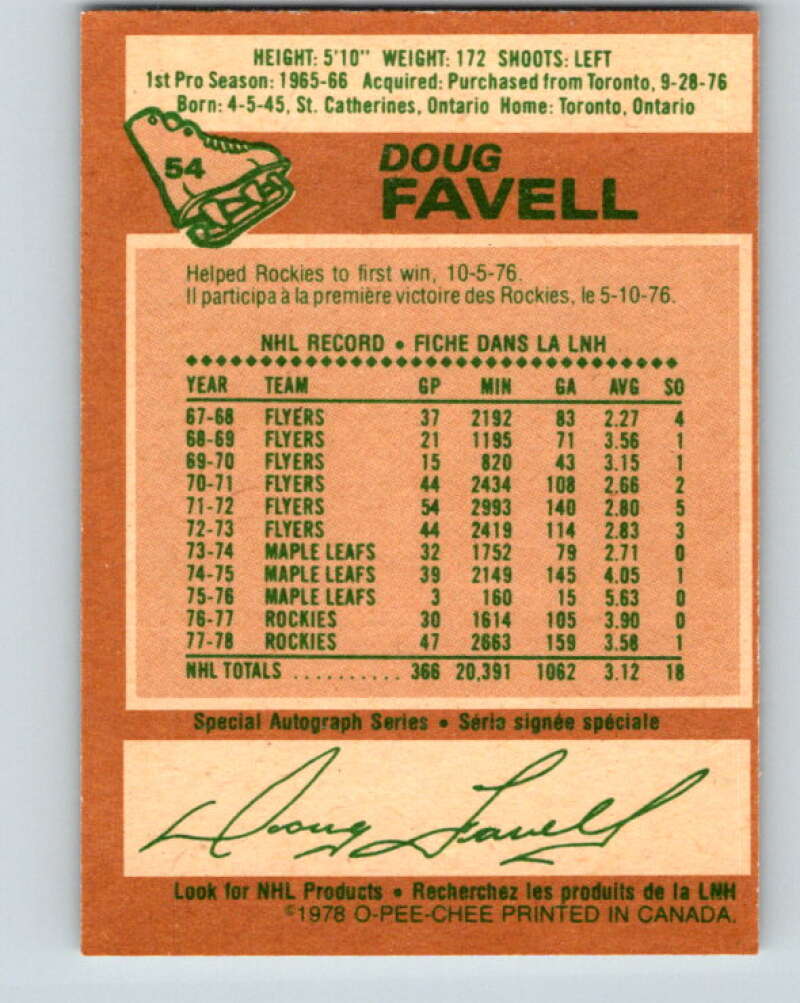 HEIGHT: 5'10" WEIGHT: 172 SHOOTS: LEFT
1st Pro Season: 1965-66 Acquired: Purchased from Toronto, 9-28-76
Born: 4-5-45, St. Catherines, Ontario Home: Toronto, Ontario
54
DOUG
FAVELL
Helped Rockies to first win, 10-5-76.
Il participa à la première victoire des Rockies, le 5-10-76.
NHL RECORD • FICHE DANS LA LNH
YEAR TEAM GP MIN GA AVG SO
67-68 FLYERS 37 2192 83 2.27 4
68-69 FLYERS 21 1195 71 3.56 1
69-70 FLYERS 15 820 43 3.15 1
70-71 FLYERS 44 2434 108 2.66 2
71-72 FLYERS 54 2993 140 2.80 5
72-73 FLYERS 44 2419 114 2.83 3
73-74 MAPLE LEAFS 32 1752 79 2.71 0
74-75 MAPLE LEAFS 39 2149 145 4.05 1
75-76 MAPLE LEAFS 3 160 15 5.63 0
76-77 ROCKIES 30 1614 105 3.90 0
77-78 ROCKIES 47 2663 159 3.58 1
NHL TOTALS .......... 366 20,391 1062 3.12 18
Special Autograph Series • Séria signée spéciale
Doug Favell
Look for NHL Products • Recherchez les produits de la LNH
©1978 O-PEE-CHEE PRINTED IN CANADA.